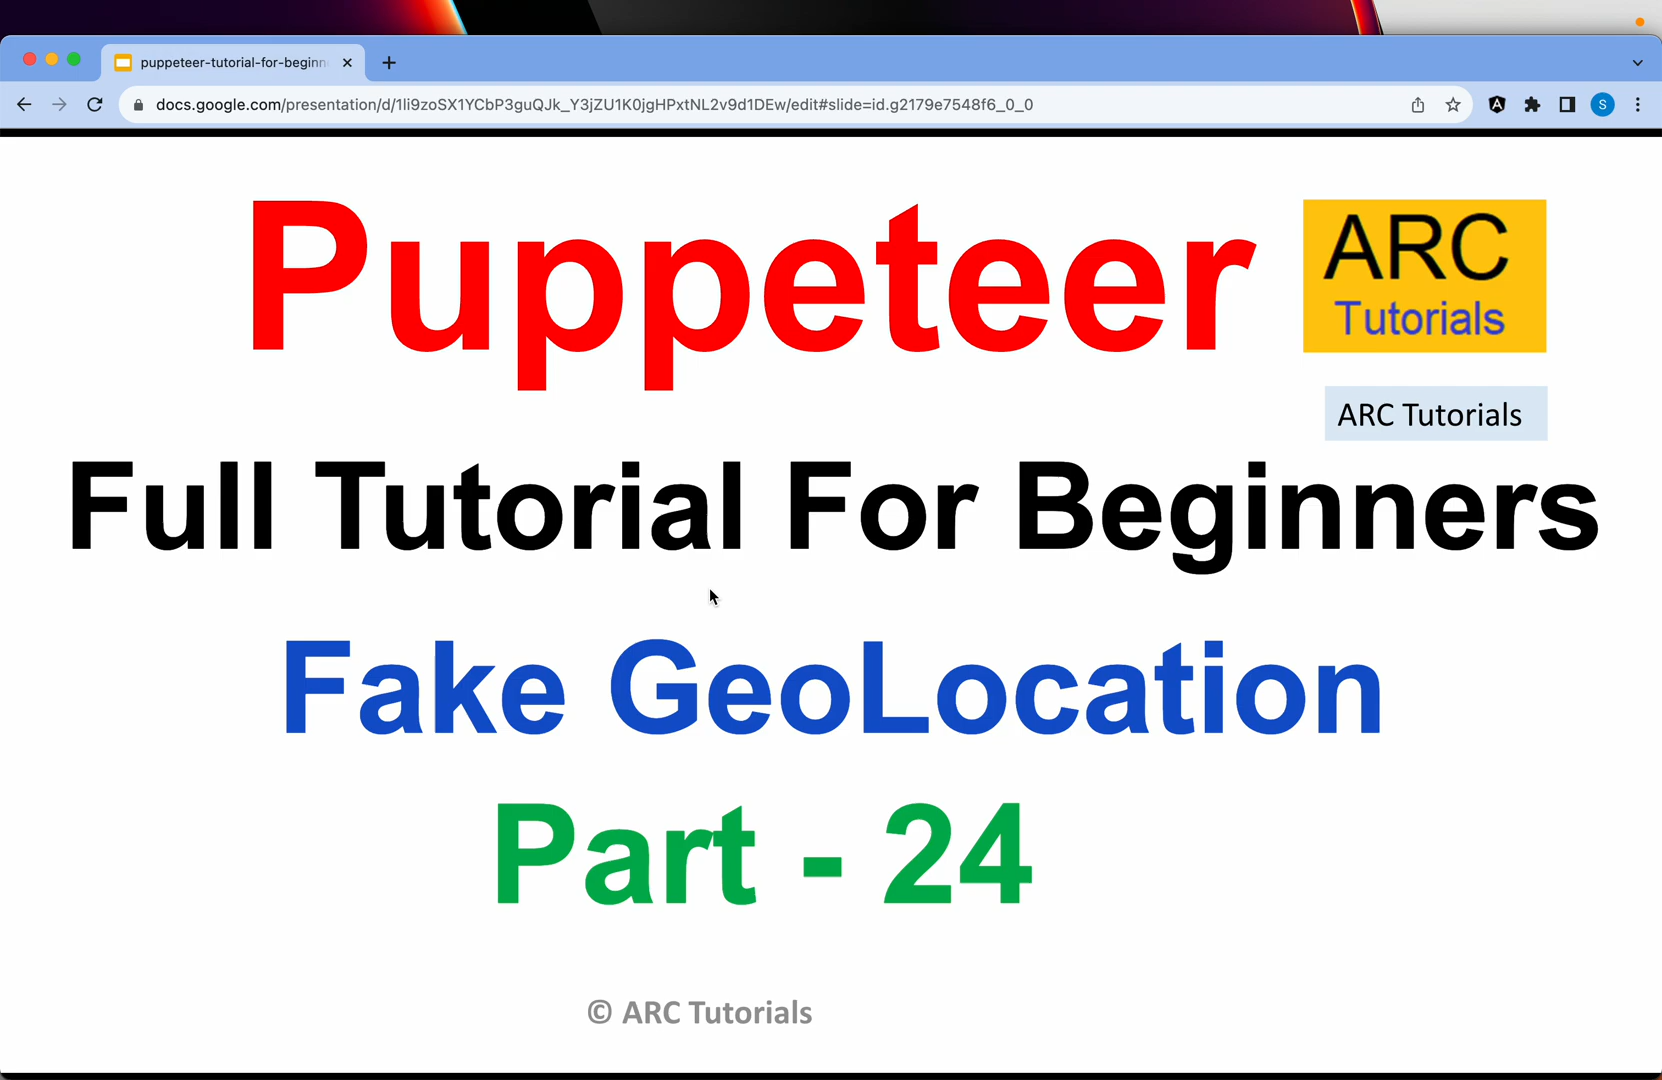 puppeteer-tutorial-for-beginn
docs.google.com/presentation/d/1li9zoSX1YCbP3guQJk_Y3jZU1K0jgHPxtNL2v9d1DEw/edit#slide=id.g2179e7548f6_0_0
S
Puppeteer
ARC
Tutorials
ARC Tutorials
Full Tutorial For Beginners
Fake GeoLocation
Part - 24
© ARC Tutorials